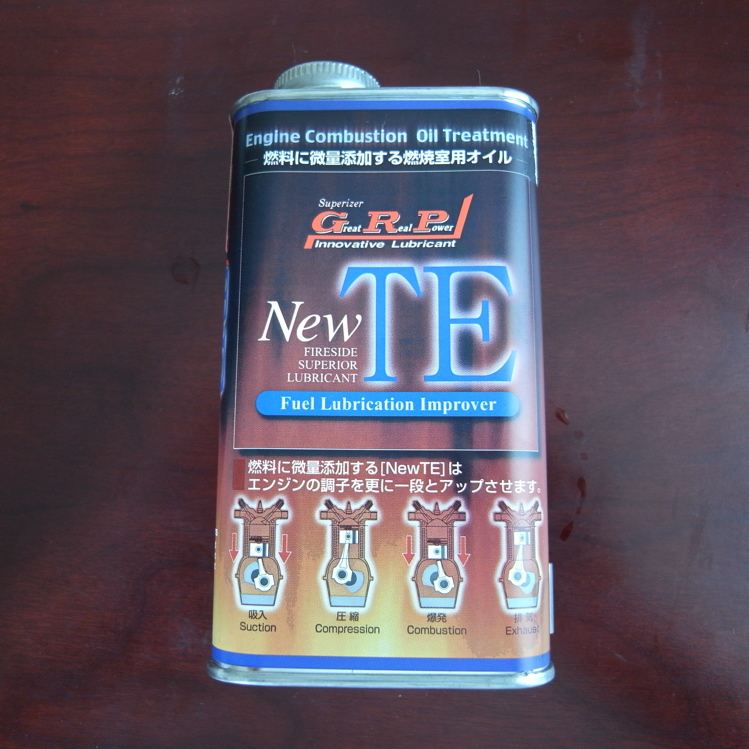 Engine Combustion Oil Treatment
燃料に微量添加する燃焼室用オイル
Superizer
Great Real Power
Innovative Lubricant
New TE
FIRESIDE
SUPERIOR
LUBRICANT
Fuel Lubrication Improver
燃料に微量添加する[NewTE]は
エンジンの調子を更に一段とアップさせます。
吸入 圧縮 爆発 排気
Suction Compression Combustion Exhaust